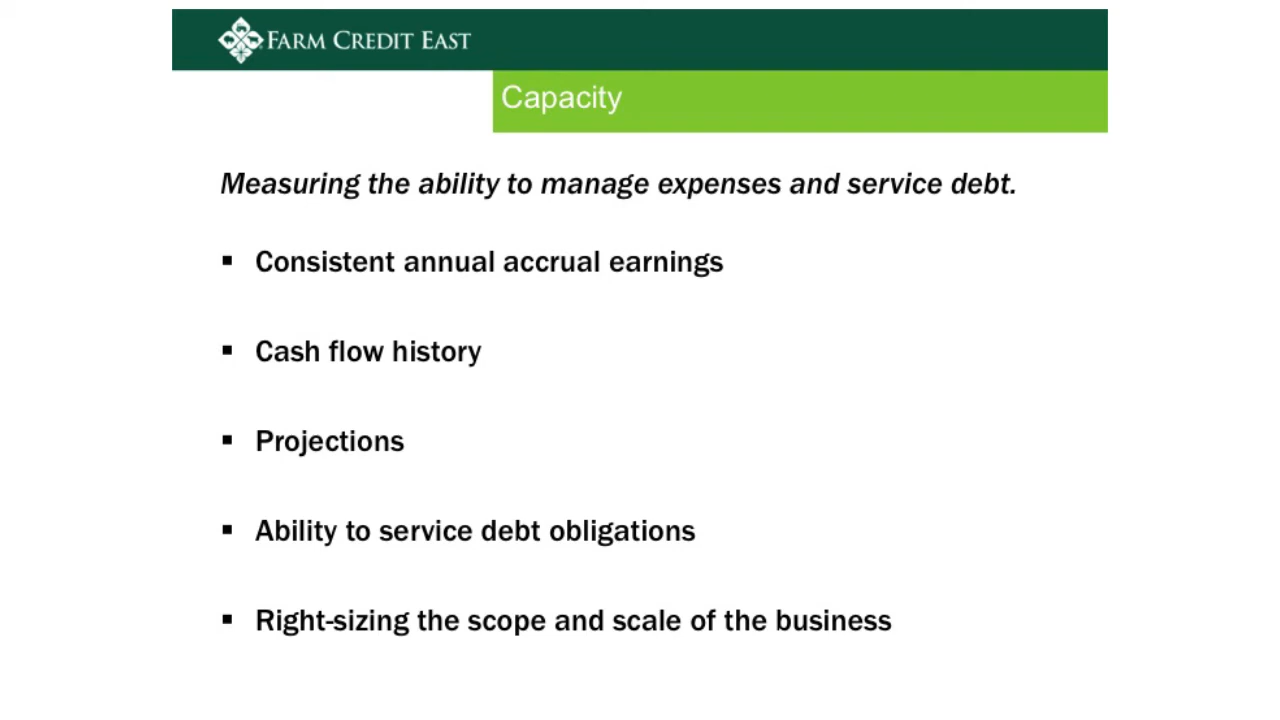 FARM CREDIT EAST
Capacity
Measuring the ability to manage expenses and service debt.
▪ Consistent annual accrual earnings
▪ Cash flow history
▪ Projections
▪ Ability to service debt obligations
▪ Right-sizing the scope and scale of the business